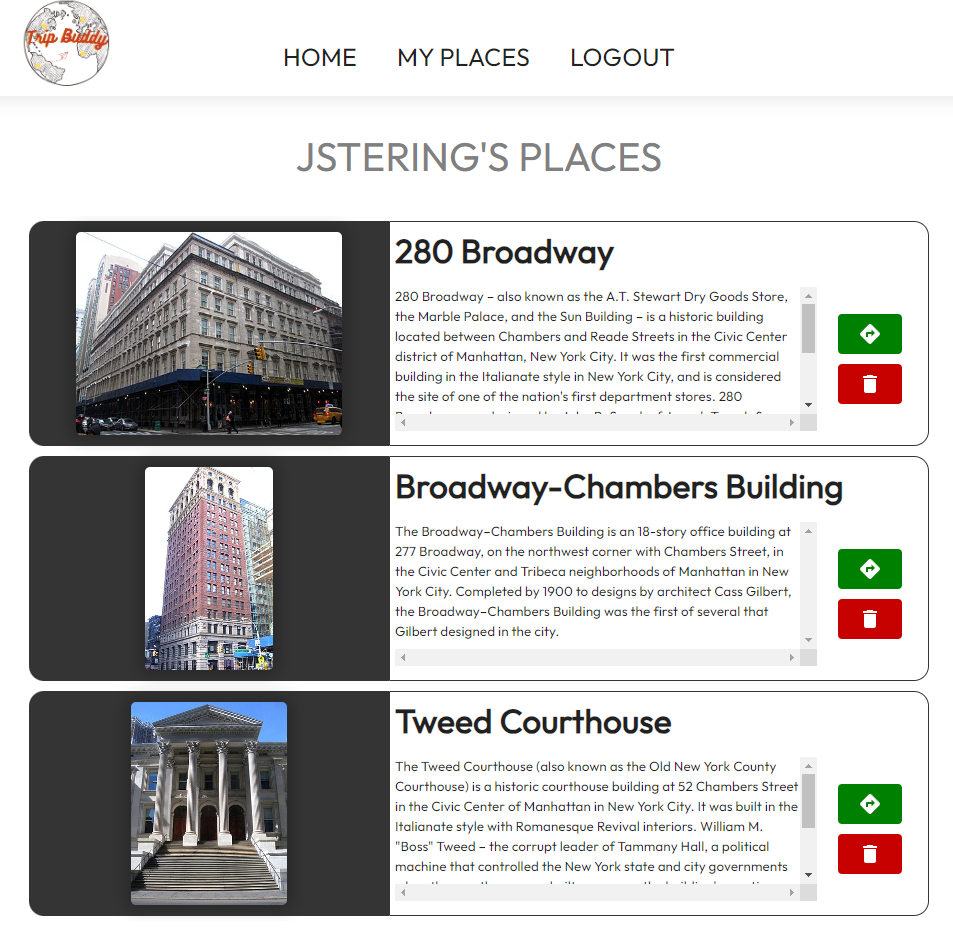 Trip Buddy
HOME MY PLACES LOGOUT
JSTERING'S PLACES
280 Broadway
280 Broadway – also known as the A.T. Stewart Dry Goods Store,
the Marble Palace, and the Sun Building – is a historic building
located between Chambers and Reade Streets in the Civic Center
district of Manhattan, New York City. It was the first commercial
building in the Italianate style in New York City, and is considered
the site of one of the nation's first department stores. 280
Broadway-Chambers Building
The Broadway–Chambers Building is an 18-story office building at
277 Broadway, on the northwest corner with Chambers Street, in
the Civic Center and Tribeca neighborhoods of Manhattan in New
York City. Completed by 1900 to designs by architect Cass Gilbert,
the Broadway–Chambers Building was the first of several that
Gilbert designed in the city.
Tweed Courthouse
The Tweed Courthouse (also known as the Old New York County
Courthouse) is a historic courthouse building at 52 Chambers Street
in the Civic Center of Manhattan in New York City. It was built in the
Italianate style with Romanesque Revival interiors. William M.
"Boss" Tweed – the corrupt leader of Tammany Hall, a political
machine that controlled the New York state and city governments